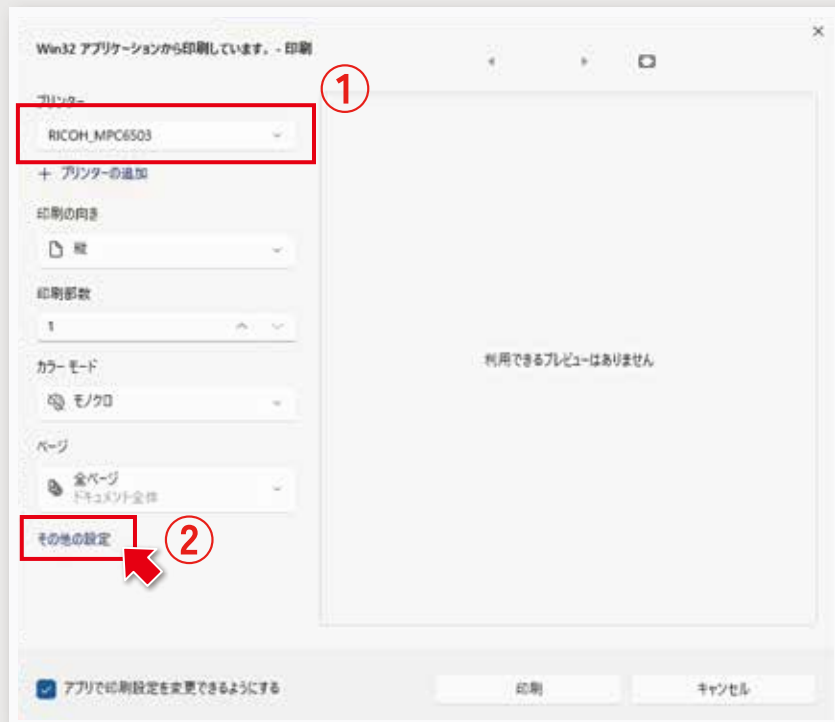 Win32 アプリケーションから印刷しています。 - 印刷
①
プリンター
RICOH_MPC6503
+ プリンターの追加
印刷の向き
縦
印刷部数
1
カラー モード
モノクロ
ページ
全ページ
ドキュメント全体
その他の設定
②
利用できるプレビューはありません
アプリで印刷設定を変更できるようにする
印刷
キャンセル